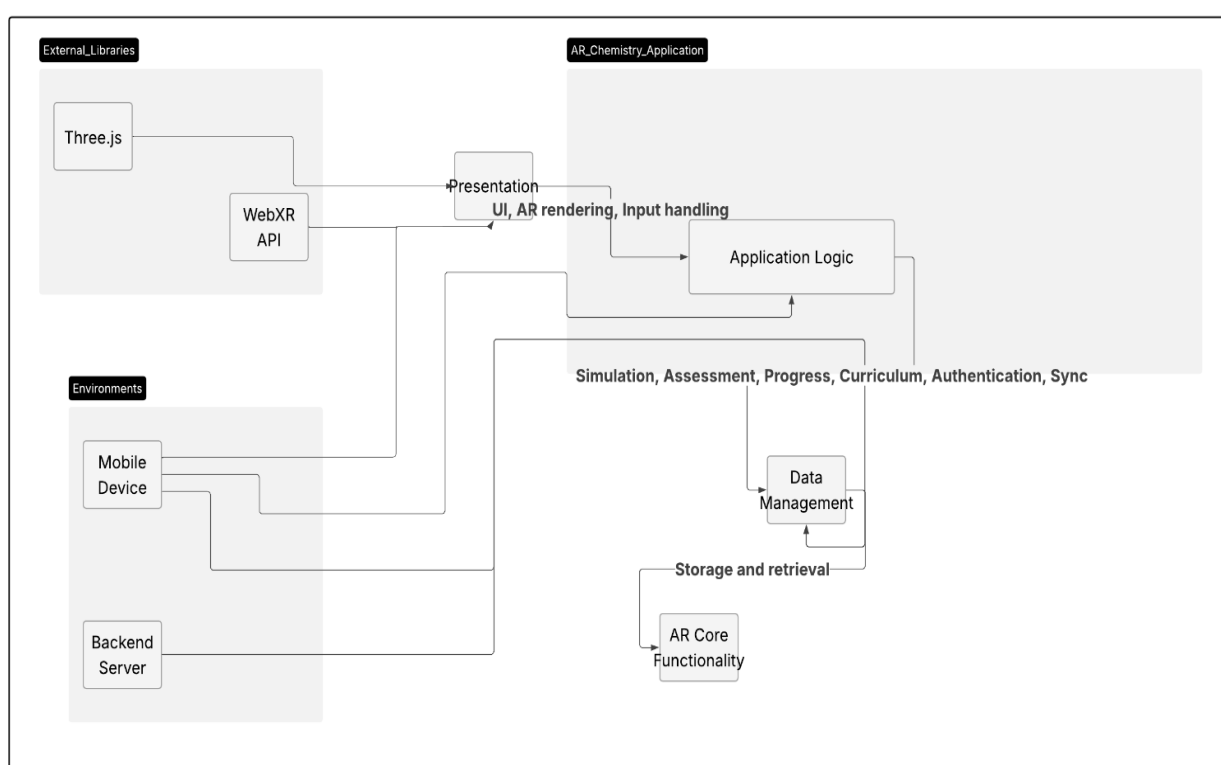 External_Libraries
AR_Chemistry_Application
Three.js
WebXR
API
Presentation
UI, AR rendering, Input handling
Application Logic
Environments
Simulation, Assessment, Progress, Curriculum, Authentication, Sync
Mobile
Device
Data
Management
Storage and retrieval
Backend
Server
AR Core
Functionality